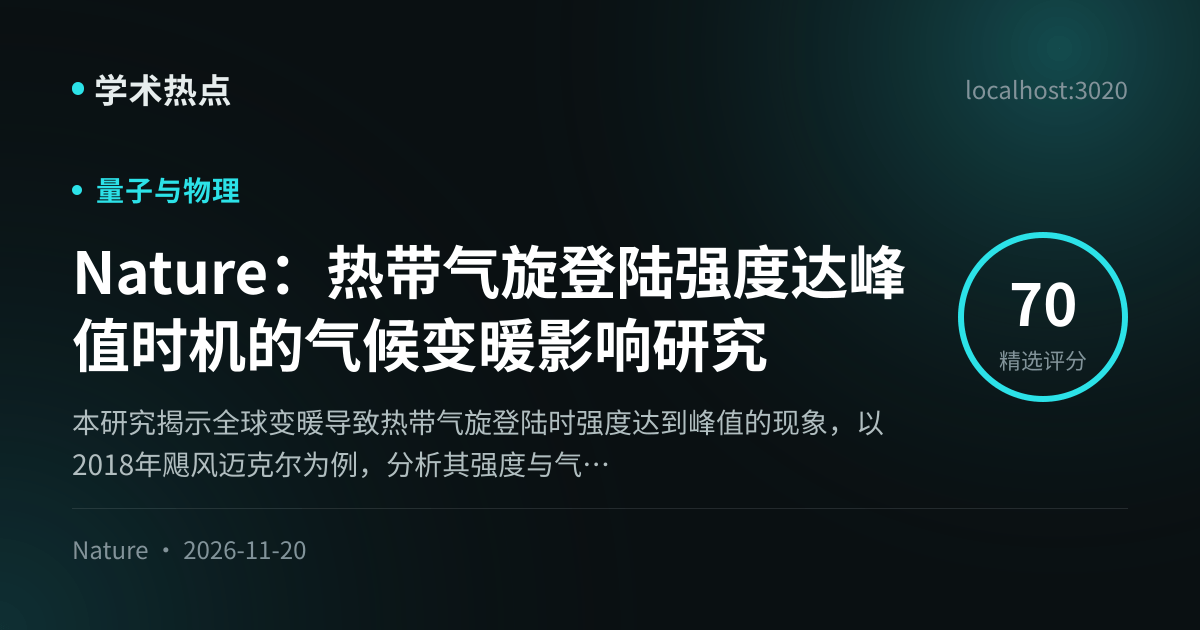 学术热点
localhost:3020
量子与物理
Nature：热带气旋登陆强度达峰
值时机的气候变暖影响研究
70
精选评分
本研究揭示全球变暖导致热带气旋登陆时强度达到峰值的现象，以
2018年飓风迈克尔为例，分析其强度与气…
Nature · 2026-11-20